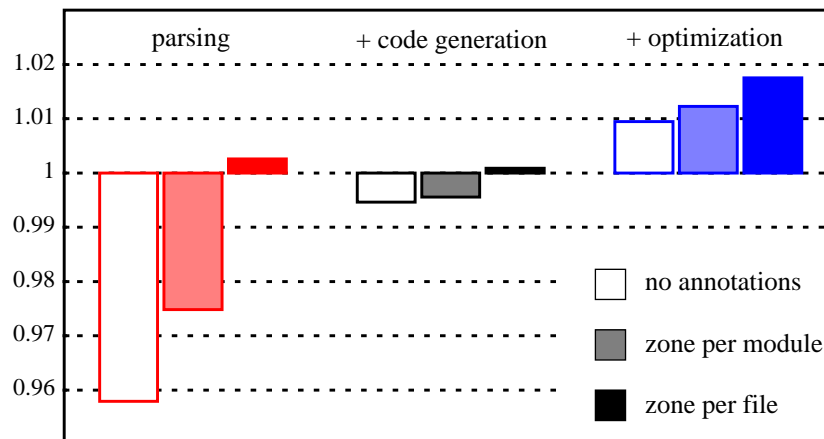 parsing + code generation + optimization
1.02
1.01
1
0.99
0.98
0.97
0.96
no annotations
zone per module
zone per file